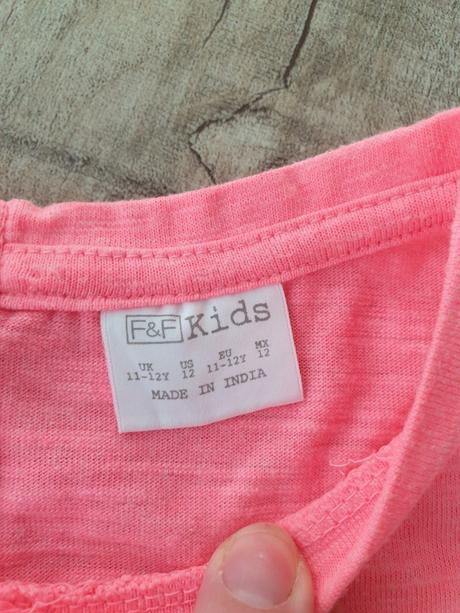 F&F Kids
UK US EU MX
11-12Y 12 11-12Y 12
MADE IN INDIA